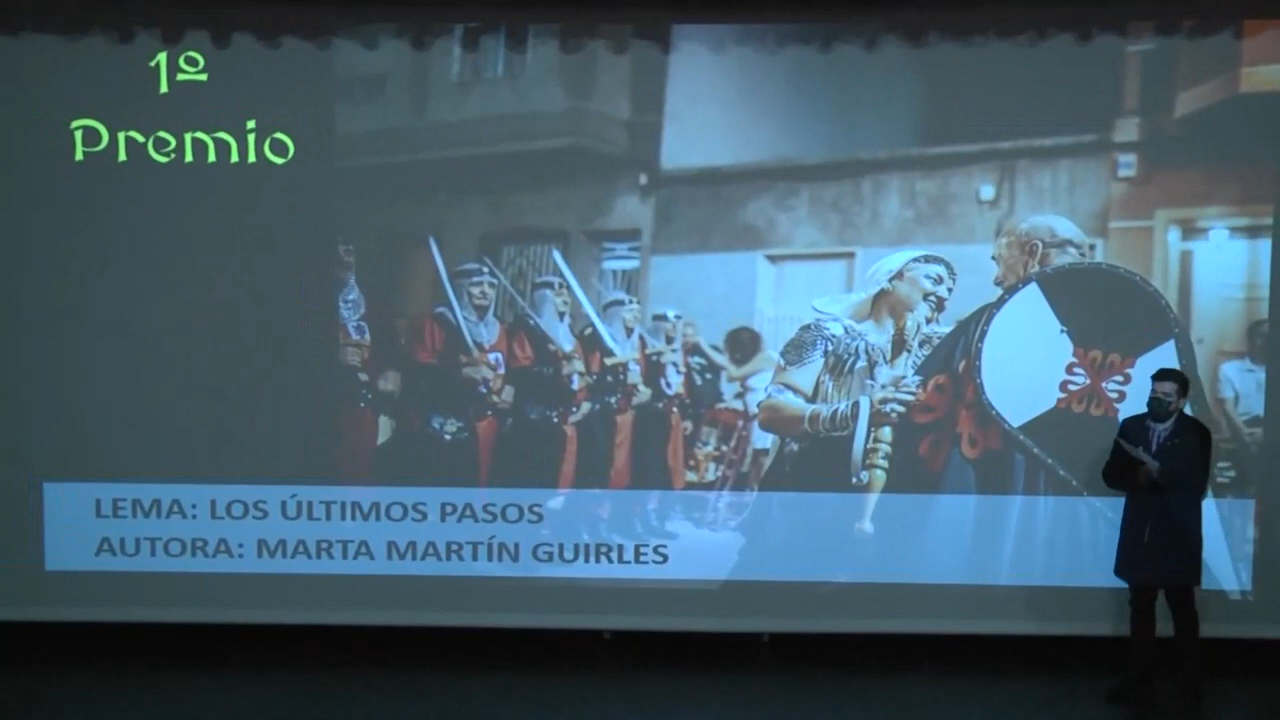 1º
Premio
LEMA: LOS ÚLTIMOS PASOS
AUTORA: MARTA MARTÍN GUIRLES